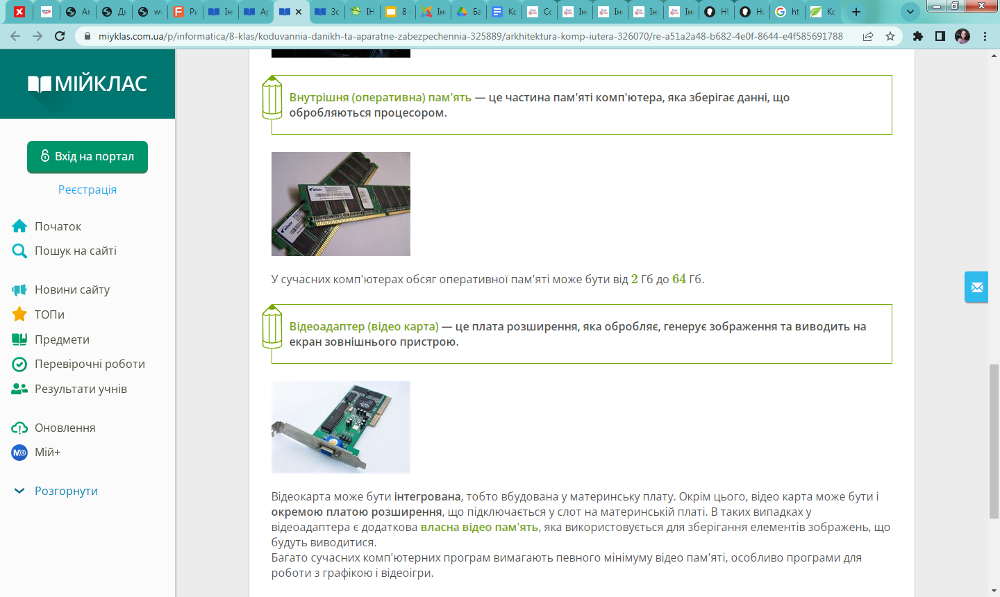 Ан
Дн
wv
Ри
Ін
Ар
Зс
ІН
8
Ін
Ба
Кс
Сс
Ін
Ін
Ін
Ін
Ht
ht
Кс
miyklas.com.ua/p/informatica/8-klas/koduvannia-danikh-ta-aparatne-zabezpechennia-325889/arkhitektura-komp-iutera-326070/re-a51a2a48-b682-4e0f-8644-e4f585691788
МІЙКЛАС
Вхід на портал
Реєстрація
Початок
Пошук на сайті
Новини сайту
ТОПи
Предмети
Перевірочні роботи
Результати учнів
Оновлення
Мій+
Розгорнути
Внутрішня (оперативна) пам'ять — це частина пам'яті комп'ютера, яка зберігає данні, що
обробляються процесором.
elixir
elixir
У сучасних комп'ютерах обсяг оперативної пам'яті може бути від 2 Гб до 64 Гб.
Відеоадаптер (відео карта) — це плата розширення, яка обробляє, генерує зображення та виводить на
екран зовнішнього пристрою.
Відеокарта може бути інтегрована, тобто вбудована у материнську плату. Окрім цього, відео карта може бути і
окремою платою розширення, що підключається у слот на материнській платі. В таких випадках у
відеоадаптера є додаткова власна відео пам'ять, яка використовується для зберігання елементів зображень, що
будуть виводитися.
Багато сучасних комп'ютерних програм вимагають певного мінімуму відео пам'яті, особливо програми для
роботи з графікою і відеоігри.